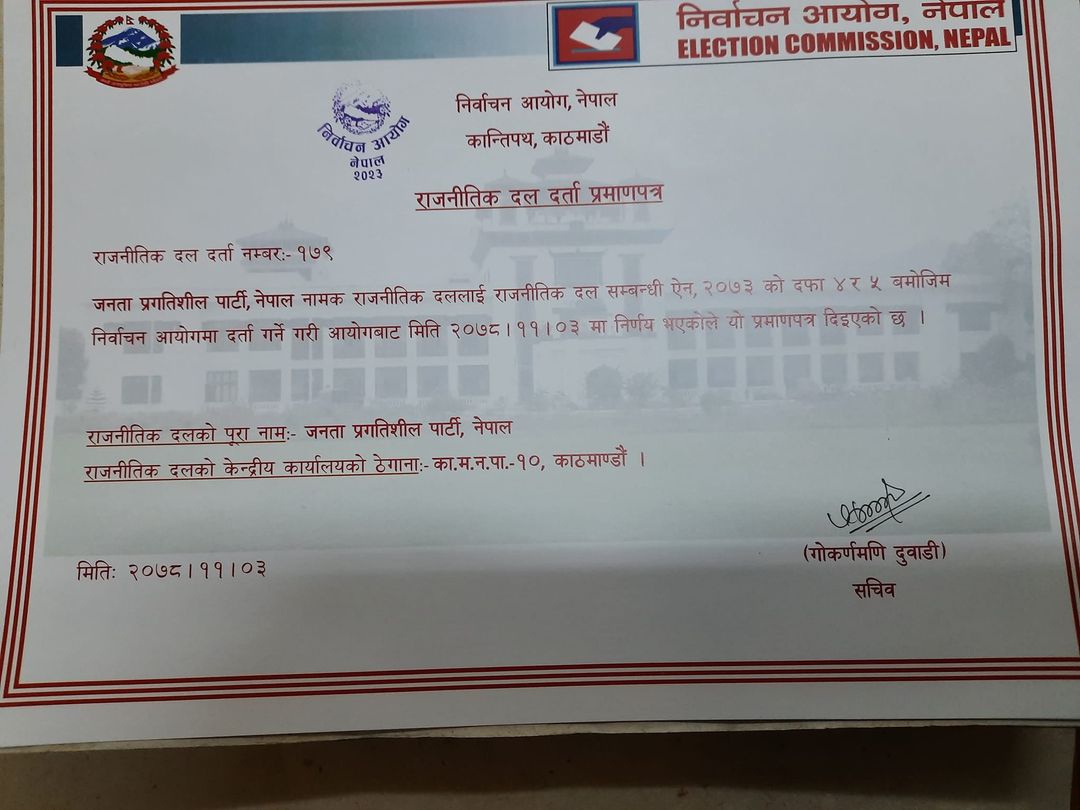 निर्वाचन आयोग, नेपाल
ELECTION COMMISSION, NEPAL
निर्वाचन आयोग
नेपाल
२०२३
निर्वाचन आयोग, नेपाल
कान्तिपथ, काठमाडौं
राजनीतिक दल दर्ता प्रमाणपत्र
राजनीतिक दल दर्ता नम्बरः- १७९
जनता प्रगतिशील पार्टी, नेपाल नामक राजनीतिक दललाई राजनीतिक दल सम्बन्धी ऐन, २०७३ को दफा ४ र ५ बमोजिम
निर्वाचन आयोगमा दर्ता गर्ने गरी आयोगबाट मिति २०७८।११।०३ मा निर्णय भएकोले यो प्रमाणपत्र दिइएको छ ।
राजनीतिक दलको पूरा नामः- जनता प्रगतिशील पार्टी, नेपाल
राजनीतिक दलको केन्द्रीय कार्यालयको ठेगानाः- का.म.न.पा.-१०, काठमाण्डौं ।
(गोकर्णमणि दुवाडी)
मितिः २०७८।११।०३
सचिव